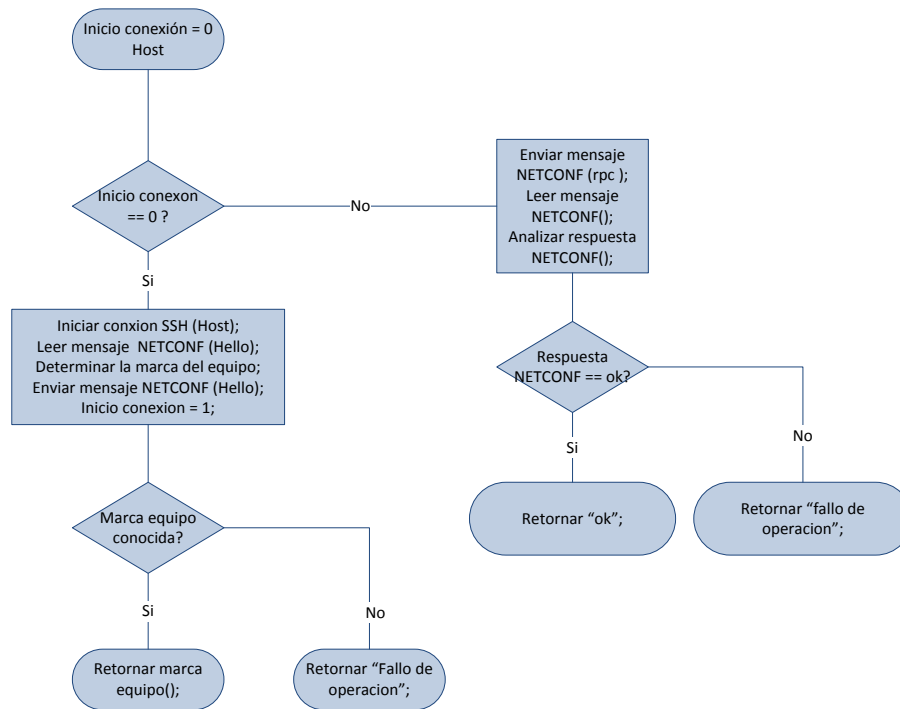 Inicio conexión = 0
Host
Inicio conexon
== 0 ?
No
Enviar mensaje
NETCONF (rpc );
Leer mensaje
NETCONF();
Analizar respuesta
NETCONF();
Si
Iniciar conxion SSH (Host);
Leer mensaje  NETCONF (Hello);
Determinar la marca del equipo;
Enviar mensaje NETCONF (Hello);
Inicio conexion = 1;
Respuesta
NETCONF == ok?
No
Si
Retornar “ok”;
Retornar “fallo de
operacion”;
Marca equipo
conocida?
No
Si
Retornar marca
equipo();
Retornar “Fallo de
operacion”;